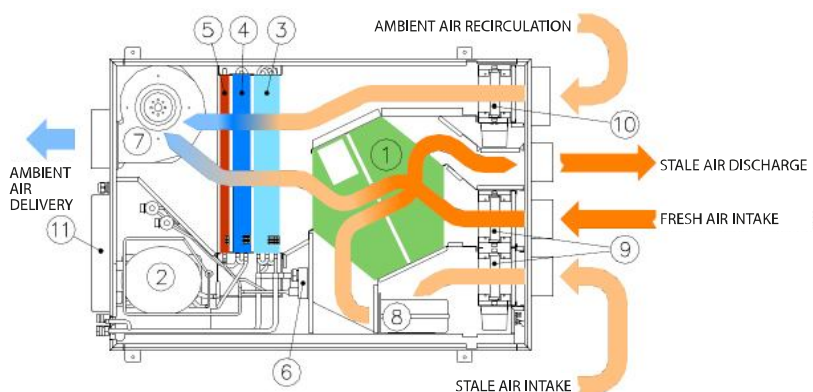 AMBIENT AIR RECIRCULATION
5
4
3
10
7
1
STALE AIR DISCHARGE
AMBIENT
AIR
DELIVERY
FRESH AIR INTAKE
11
9
2
8
6
STALE AIR INTAKE